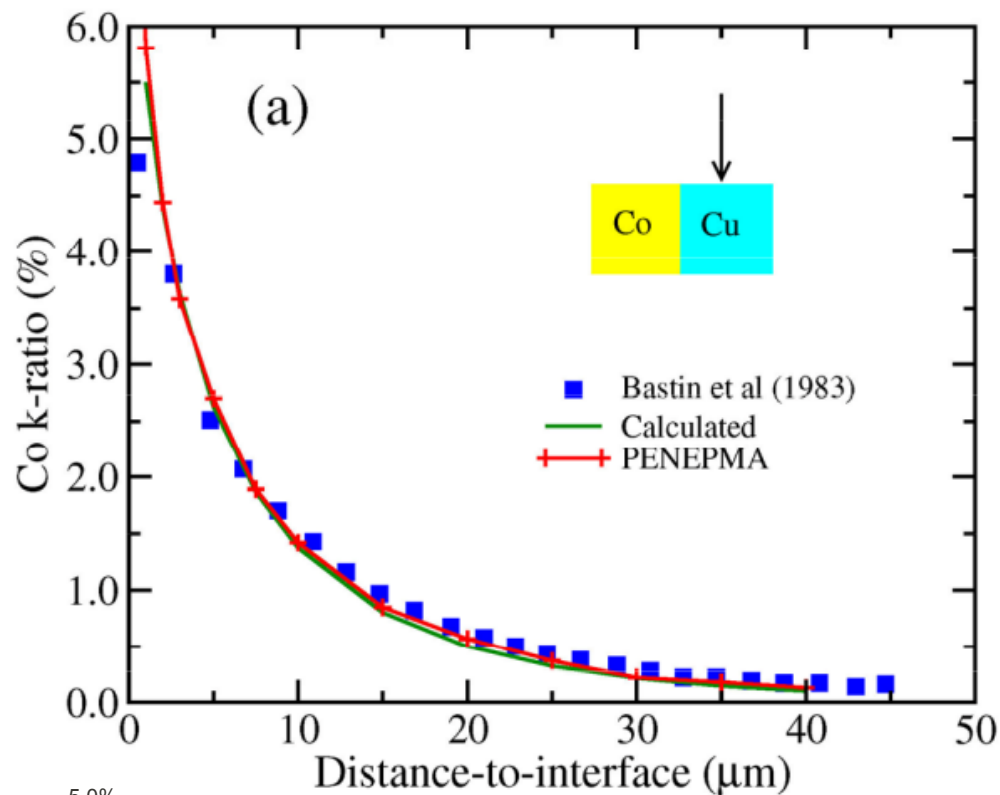 6.0
5.0
4.0
3.0
2.0
1.0
0.0
Co k-ratio (%)
(a)
Co
Cu
Bastin et al (1983)
Calculated
PENEPMA
0
10
20
30
40
50
Distance-to-interface (μm)